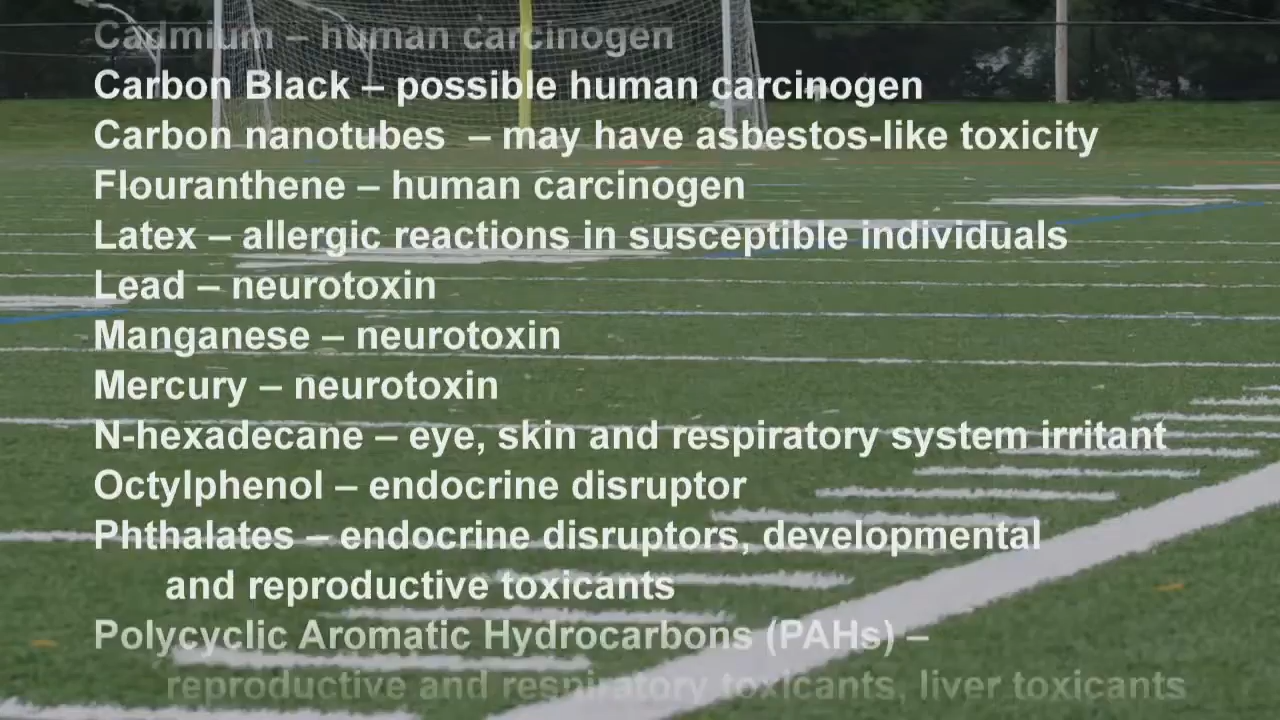 Cadmium – human carcinogen
Carbon Black – possible human carcinogen
Carbon nanotubes – may have asbestos-like toxicity
Flouranthene – human carcinogen
Latex – allergic reactions in susceptible individuals
Lead – neurotoxin
Manganese – neurotoxin
Mercury – neurotoxin
N-hexadecane – eye, skin and respiratory system irritant
Octylphenol – endocrine disruptor
Phthalates – endocrine disruptors, developmental
and reproductive toxicants
Polycyclic Aromatic Hydrocarbons (PAHs) –
reproductive and respiratory toxicants, liver toxicants